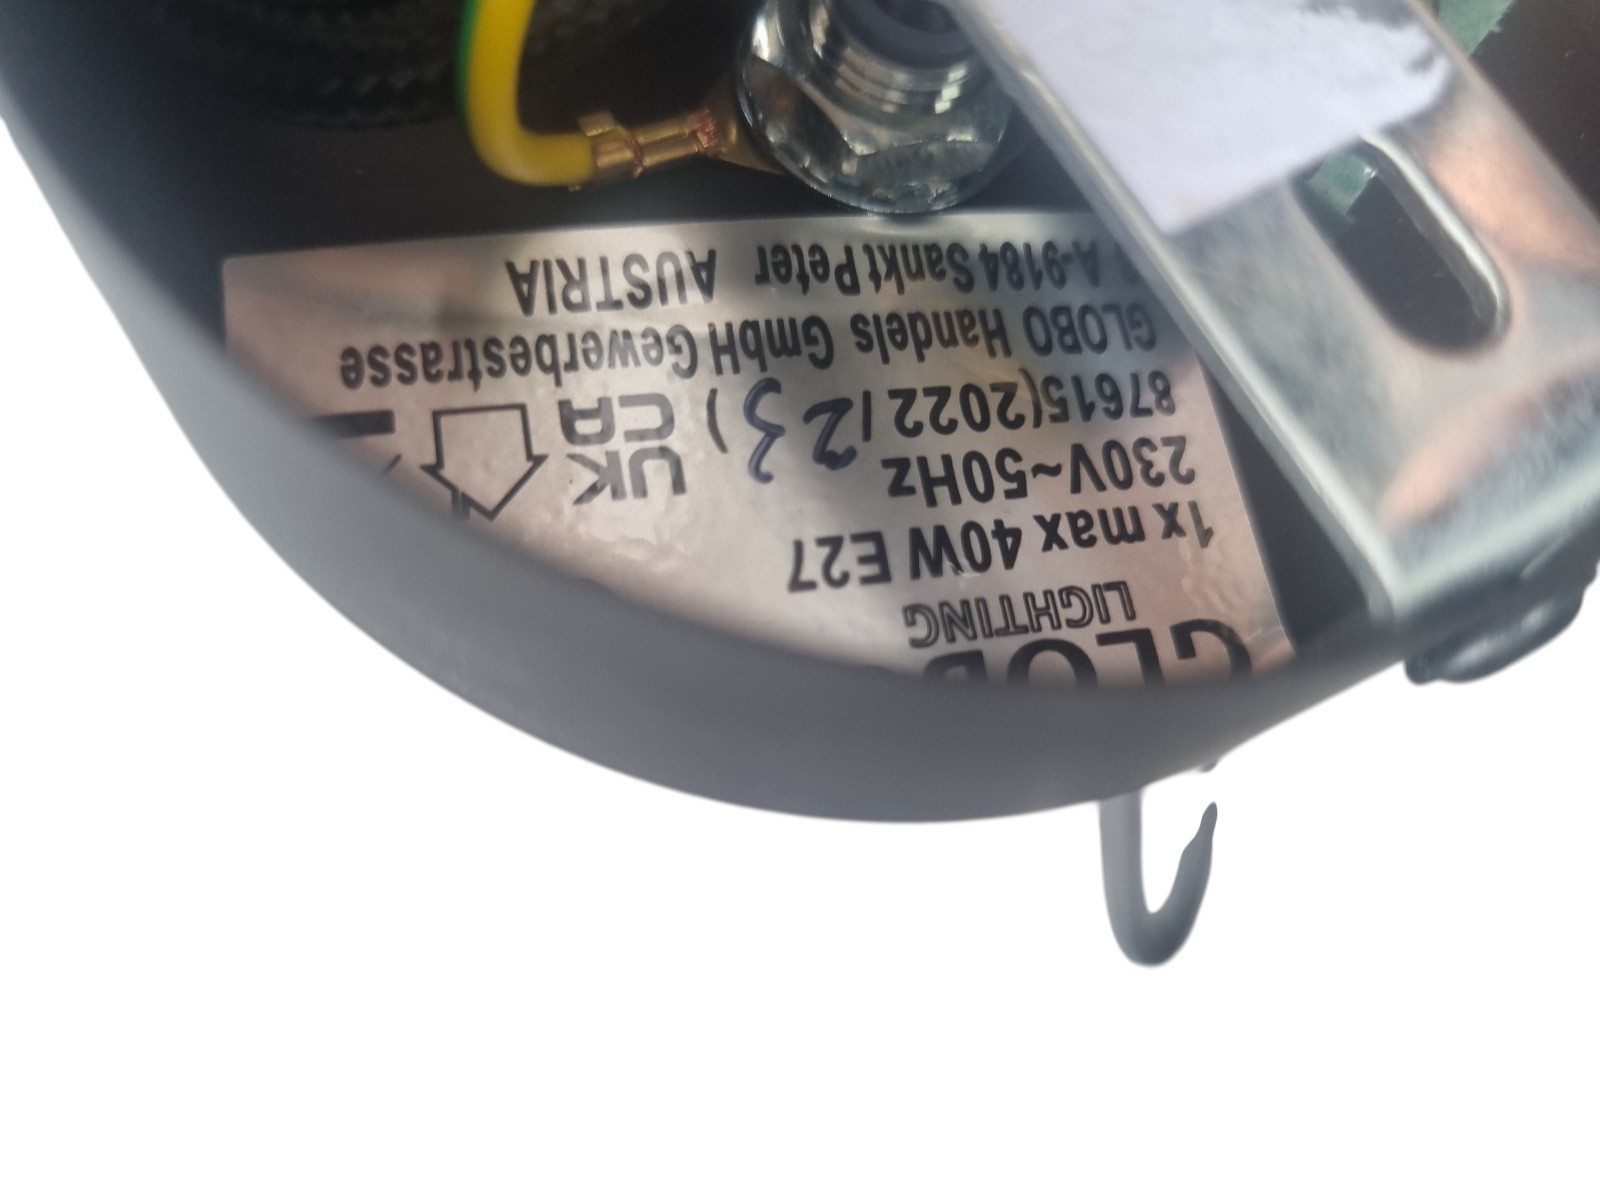 GLOB
LIGHTING
1x max 40W E27
230V~50Hz
87615(2022/23)
UK
CA
GLOBO Handels GmbH Gewerbestrasse
A-9184 Sankt Peter AUSTRIA